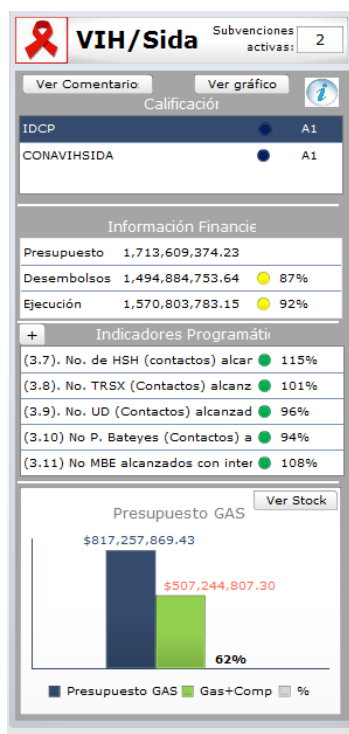 VIH/Sida
Subvenciones
activas:
2
Ver Comentario
Ver gráfico
Calificación
IDCP A1
CONAVIHSIDA A1
Información Financie
Presupuesto 1,713,609,374.23
Desembolsos 1,494,884,753.64 87%
Ejecución 1,570,803,783.15 92%
+ Indicadores Programáti
(3.7). No. de HSH (contactos) alcar 115%
(3.8). No. TRSX (Contactos) alcanz 101%
(3.9). No. UD (Contactos) alcanzad 96%
(3.10) No P. Bateyes (Contactos) a 94%
(3.11) No MBE alcanzados con inter 108%
Ver Stock
Presupuesto GAS
$817,257,869.43
$507,244,807.30
62%
Presupuesto GAS Gas+Comp %